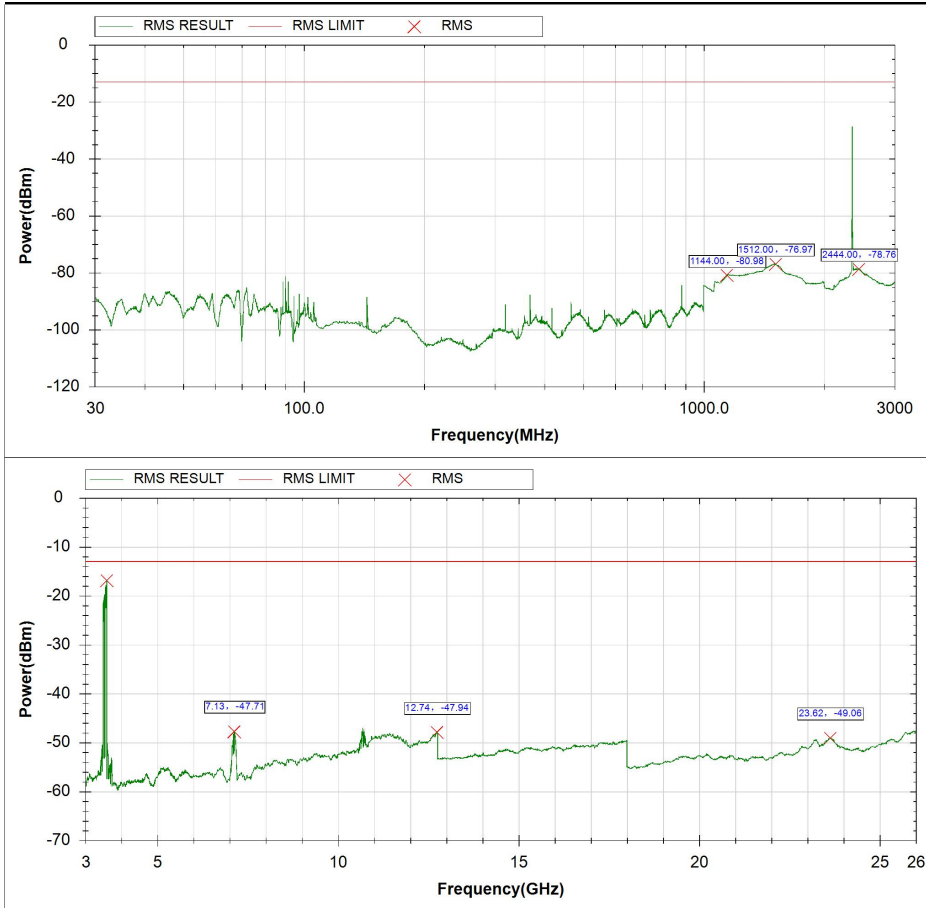 RMS RESULT RMS LIMIT RMS
0
-20
-40
-60
-80
-100
-120
Power(dBm)
1144.00, -80.98
1512.00, -76.97
2444.00, -78.76
30 100.0 1000.0 3000
Frequency(MHz)
RMS RESULT RMS LIMIT RMS
0
-10
-20
-30
-40
-50
-60
-70
Power(dBm)
7.13, -47.71
12.74, -47.94
23.62, -49.06
3 5 10 15 20 25 26
Frequency(GHz)